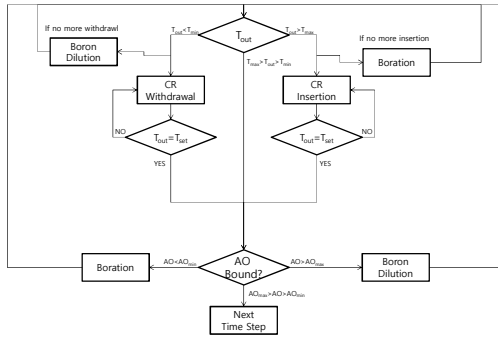 T_out<T_min
T_out>T_max
If no more withdrawl
If no more insertion
T_out
Boron
Dilution
Boration
T_max>T_out>T_min
CR
Withdrawal
CR
Insertion
NO
NO
T_out=T_set
T_out=T_set
YES
YES
AO<AO_min
AO
Bound?
AO>AO_max
Boration
Boron
Dilution
AO_max>AO>AO_min
Next
Time Step